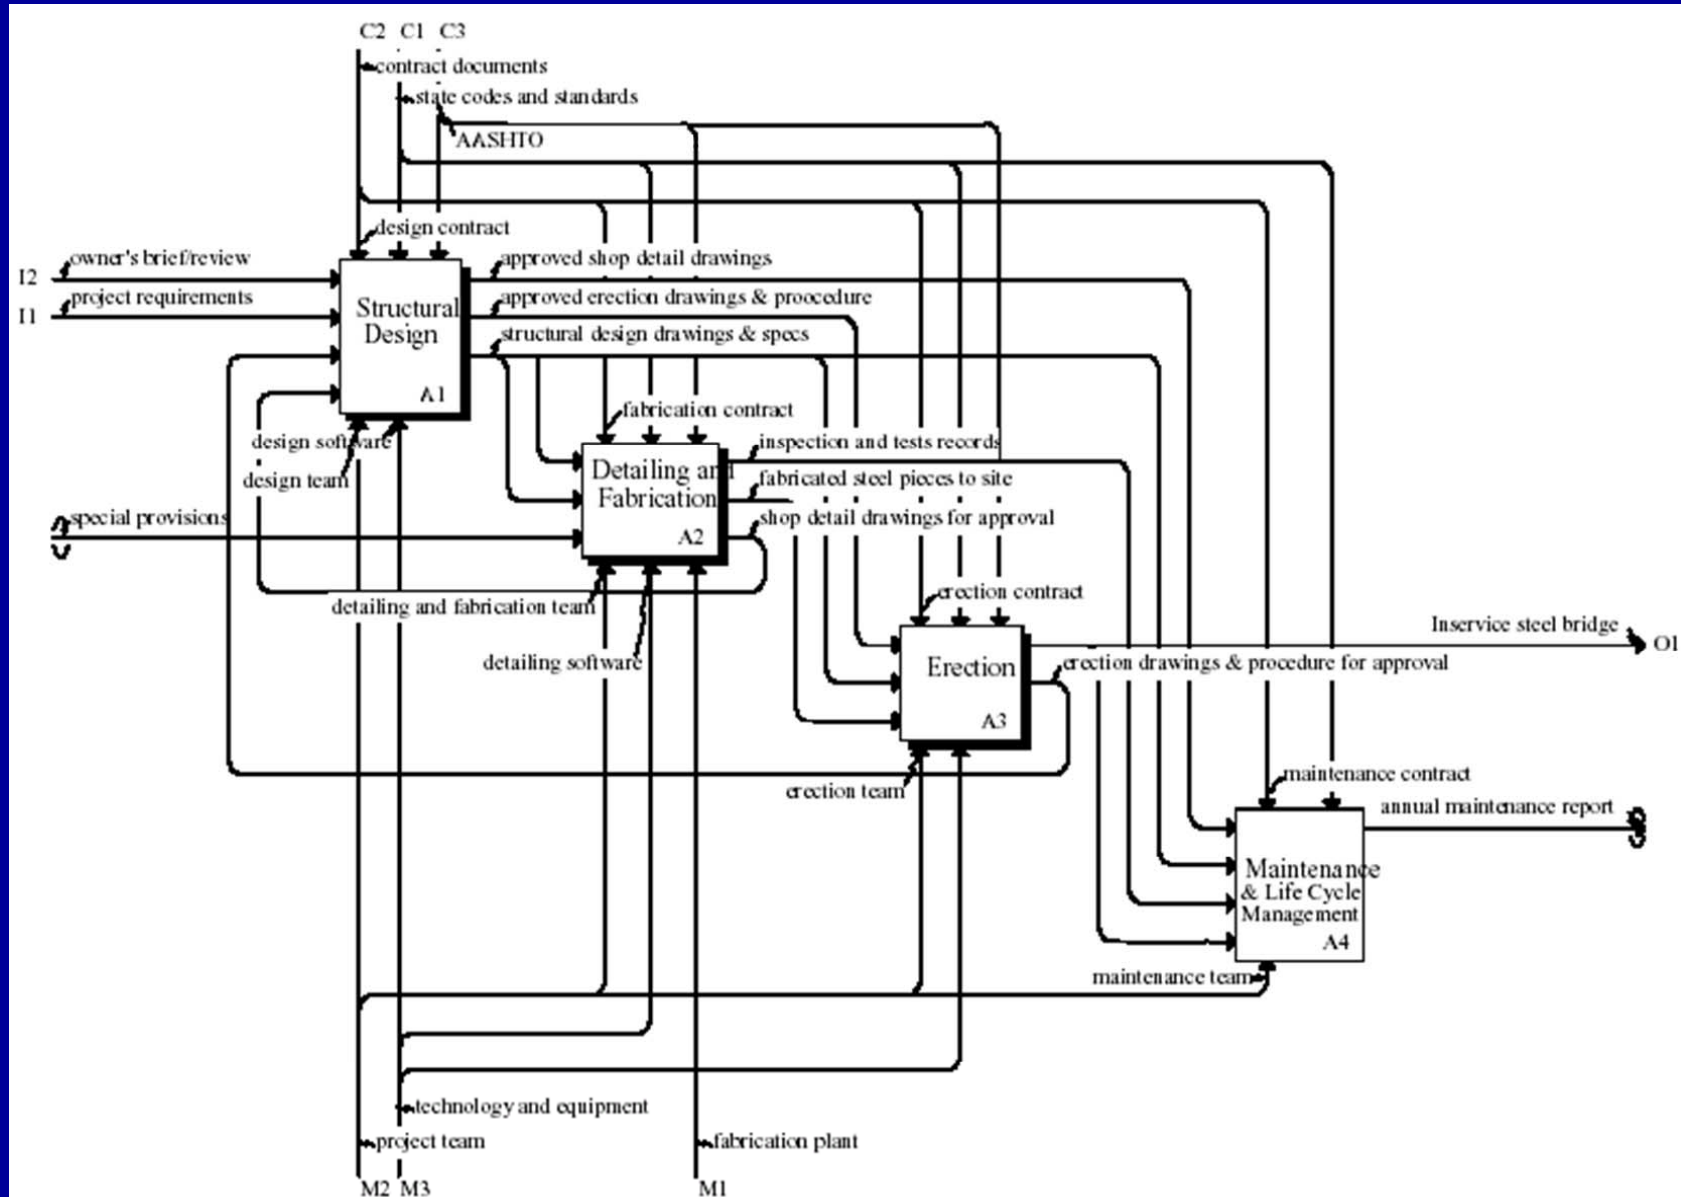 C2 C1 C3
contract documents
state codes and standards
AASHTO
design contract
owner's brief/review
approved shop detail drawings
I2
project requirements
approved erection drawings & proocedure
I1
Structural
Design
structural design drawings & specs
A1
fabrication contract
design software
inspection and tests records
design team
Detailing and
Fabrication
fabricated steel pieces to site
special provisions
shop detail drawings for approval
A2
erection contract
detailing and fabrication team
Inservice steel bridge
O1
detailing software
Erection
erection drawings & procedure for approval
A3
maintenance contract
erection team
annual maintenance report
Maintenance
& Life Cycle
Management
A4
maintenance team
technology and equipment
project team
fabrication plant
M2 M3
M1